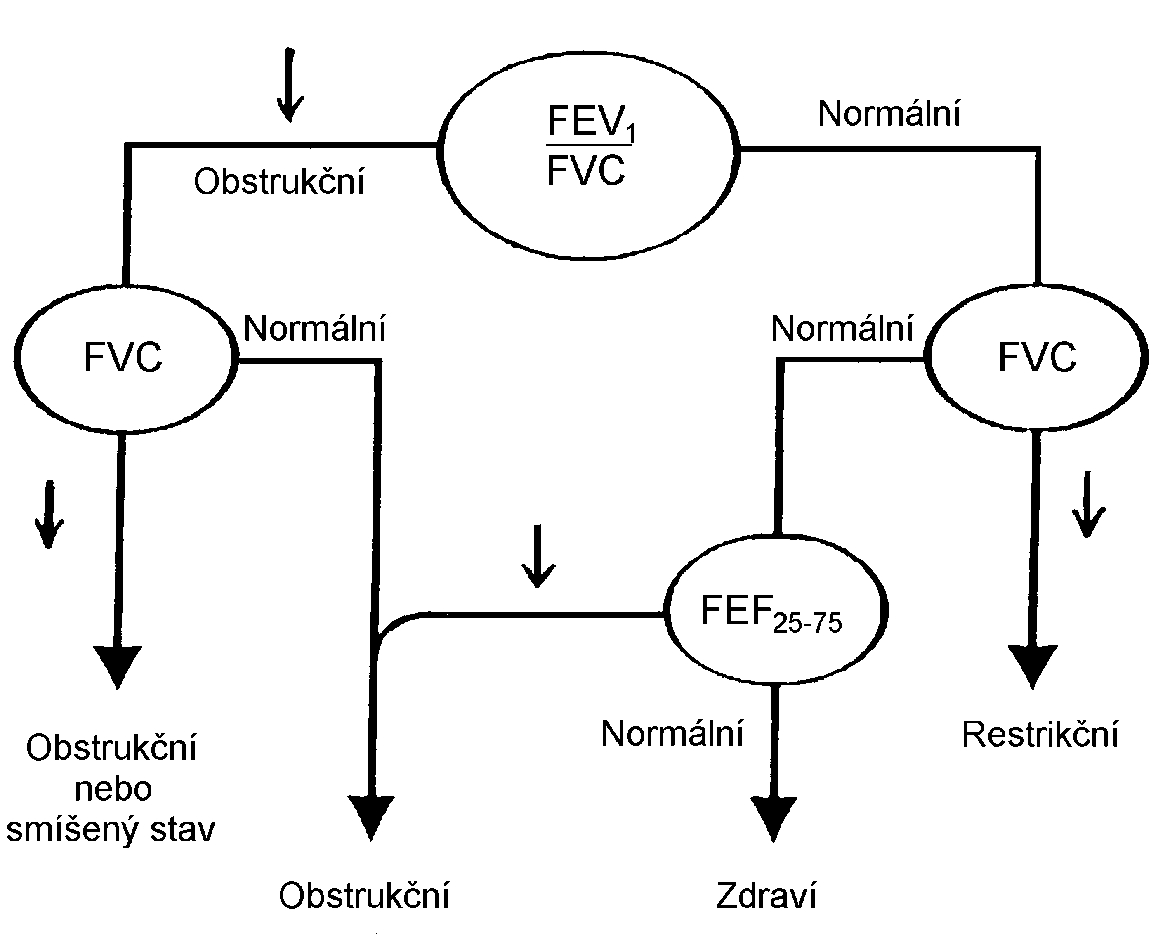 FEV1
FVC
Normální
Obstrukční
FVC
Normální
Normální
FVC
FEF25-75
Normální
Restrikční
Obstrukční
nebo
smíšený stav
Obstrukční
Zdraví